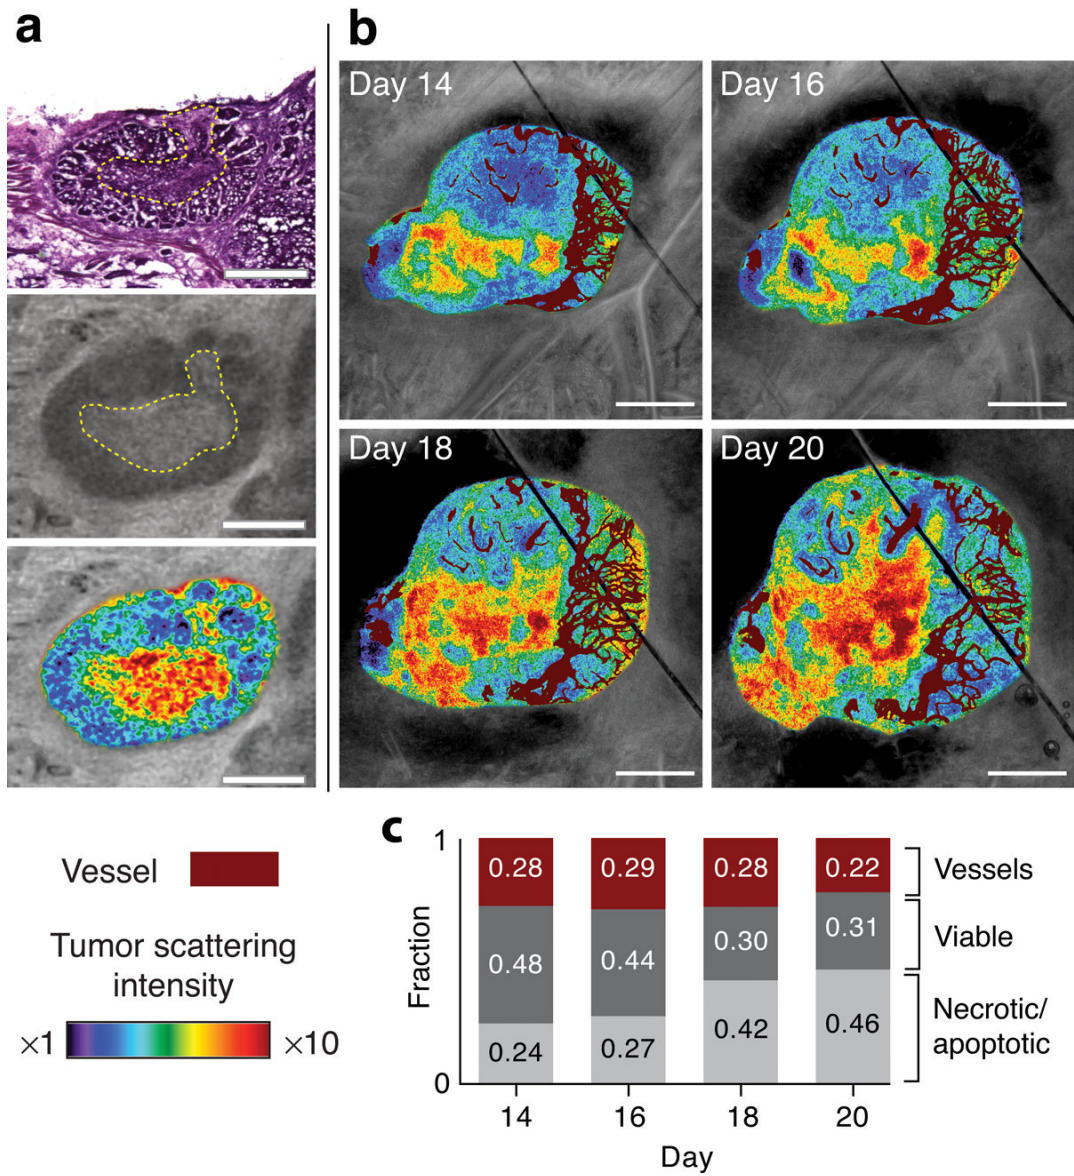 a
b
Day 14
Day 16
Day 18
Day 20
Vessel
Tumor scattering
intensity
×1
×10
c
1
Fraction
0
0.28
0.29
0.28
0.22
0.48
0.44
0.30
0.31
0.24
0.27
0.42
0.46
Vessels
Viable
Necrotic/
apoptotic
14
16
18
20
Day